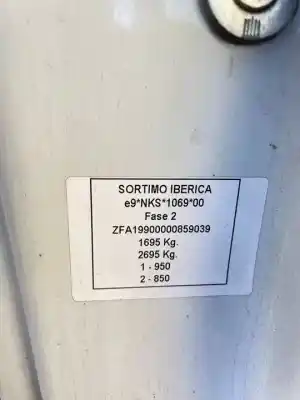 SORTIMO IBERICA
e9*NKS*1069*00
Fase 2
ZFA19900000859039
1695 Kg.
2695 Kg.
1 - 950
2 - 850